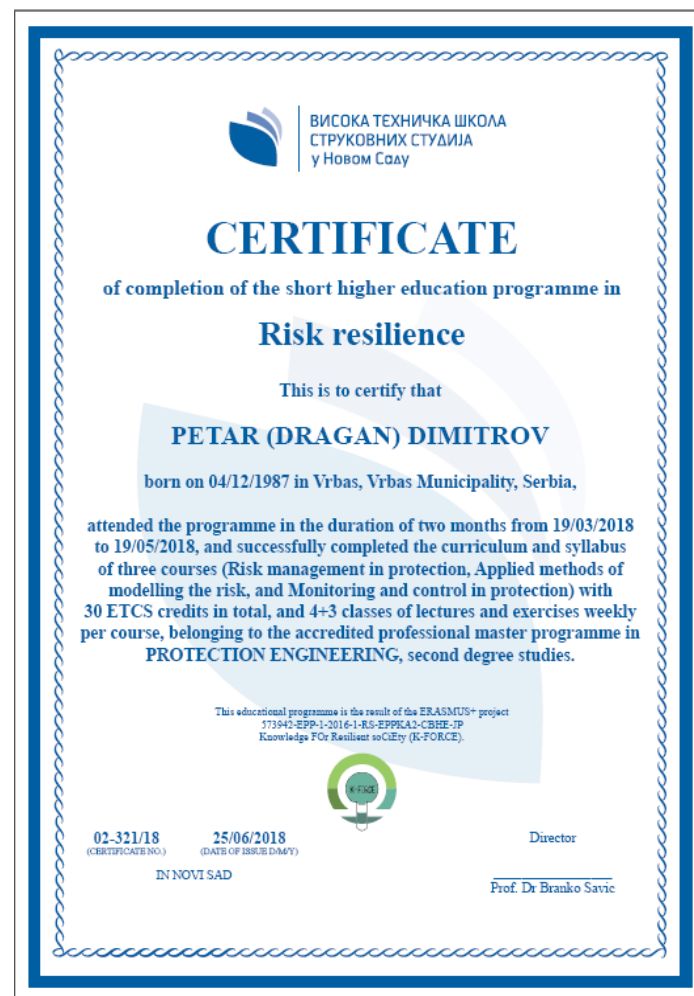 ВИСОКА ТЕХНИЧКА ШКОЛА
СТРУКОВНИХ СТУДИЈА
у Новом Саду
CERTIFICATE
of completion of the short higher education programme in
Risk resilience
This is to certify that
PETAR (DRAGAN) DIMITROV
born on 04/12/1987 in Vrbas, Vrbas Municipality, Serbia,
attended the programme in the duration of two months from 19/03/2018
to 19/05/2018, and successfully completed the curriculum and syllabus
of three courses (Risk management in protection, Applied methods of
modelling the risk, and Monitoring and control in protection) with
30 ETCS credits in total, and 4+3 classes of lectures and exercises weekly
per course, belonging to the accredited professional master programme in
PROTECTION ENGINEERING, second degree studies.
This educational programme is the result of the ERASMUS+ project
573942-EPP-1-2016-1-RS-EPPKA2-CBHE-JP
Knowledge FOr Resilient soCiEty (K-FORCE).
K-FORCE
02-321/18 25/06/2018
(CERTIFICATE NO.) (DATE OF ISSUE D/M/Y)
IN NOVI SAD
Director
Prof. Dr Branko Savic